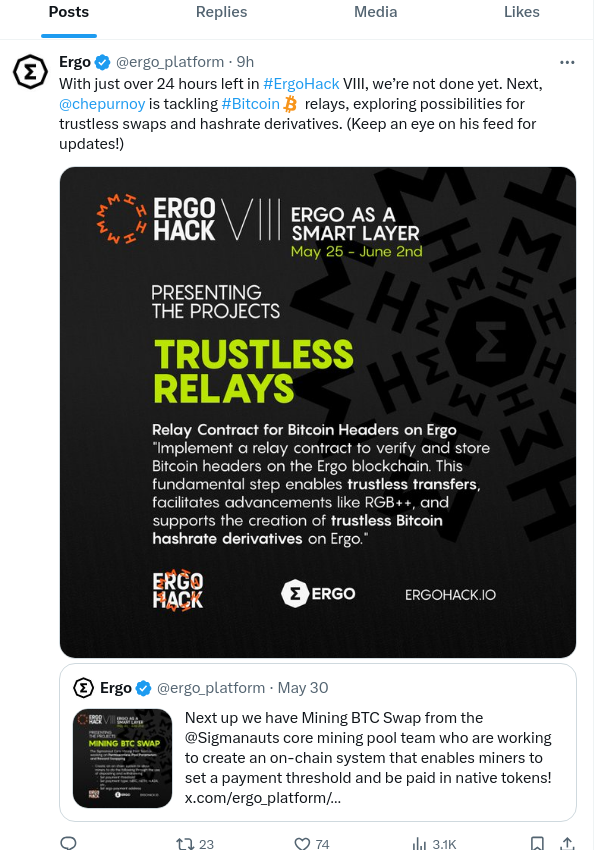 Posts Replies Media Likes
Ergo @ergo_platform · 9h
With just over 24 hours left in #ErgoHack VIII, we’re not done yet. Next,
@chepurnoy is tackling #Bitcoin relays, exploring possibilities for
trustless swaps and hashrate derivatives. (Keep an eye on his feed for
updates!)
ERGO HACK VIII
ERGO AS A
SMART LAYER
May 25 - June 2nd
PRESENTING
THE PROJECTS
TRUSTLESS
RELAYS
Relay Contract for Bitcoin Headers on Ergo
"Implement a relay contract to verify and store
Bitcoin headers on the Ergo blockchain. This
fundamental step enables trustless transfers,
facilitates advancements like RGB++, and
supports the creation of trustless Bitcoin
hashrate derivatives on Ergo."
ERGO
HACK
ERGO
ERGOHACK.IO
Ergo @ergo_platform · May 30
ERGO HACK VIII
MINING BTC SWAP
Next up we have Mining BTC Swap from the
@Sigmanauts core mining pool team who are working
to create an on-chain system that enables miners to
set a payment threshold and be paid in native tokens!
x.com/ergo_platform/…
23 74 3.1K